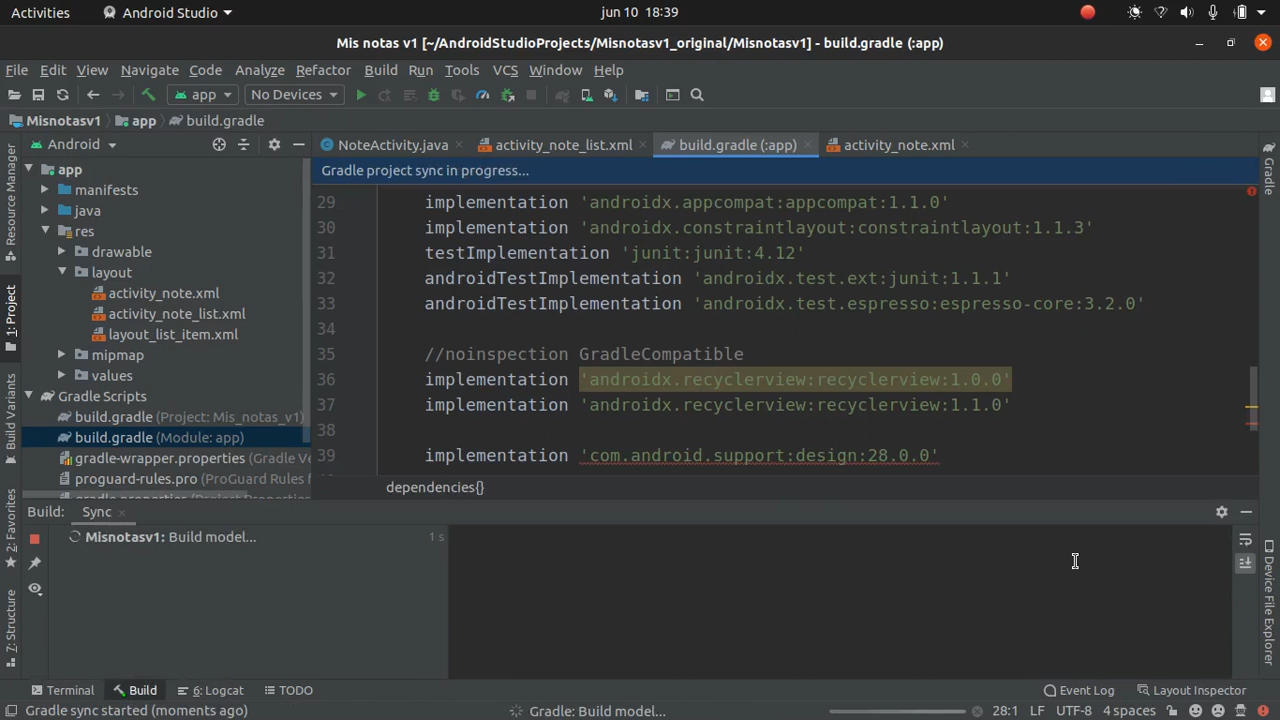 Activities Android Studio jun 10 18:39
Mis notas v1 [~/AndroidStudioProjects/Misnotasv1_original/Misnotasv1] - build.gradle (:app)
File Edit View Navigate Code Analyze Refactor Build Run Tools VCS Window Help
app No Devices
Misnotasv1 app build.gradle
Android NoteActivity.java activity_note_list.xml build.gradle (:app) activity_note.xml
Gradle project sync in progress...
app
manifests
java
res
drawable
layout
activity_note.xml
activity_note_list.xml
layout_list_item.xml
mipmap
values
Gradle Scripts
build.gradle (Project: Mis_notas_v1)
build.gradle (Module: app)
gradle-wrapper.properties (Gradle Ve
proguard-rules.pro (ProGuard Rules f
gradle.properties (Project Properties
29 implementation 'androidx.appcompat:appcompat:1.1.0'
30 implementation 'androidx.constraintlayout:constraintlayout:1.1.3'
31 testImplementation 'junit:junit:4.12'
32 androidTestImplementation 'androidx.test.ext:junit:1.1.1'
33 androidTestImplementation 'androidx.test.espresso:espresso-core:3.2.0'
34
35 //noinspection GradleCompatible
36 implementation 'androidx.recyclerview:recyclerview:1.0.0'
37 implementation 'androidx.recyclerview:recyclerview:1.1.0'
38
39 implementation 'com.android.support:design:28.0.0'
dependencies{}
Resource Manager
1: Project
Build Variants
2: Favorites
7: Structure
Gradle
Device File Explorer
Build: Sync
Misnotasv1: Build model... 1 s
Terminal Build 6: Logcat TODO Event Log Layout Inspector
Gradle sync started (moments ago) Gradle: Build model... 28:1 LF UTF-8 4 spaces